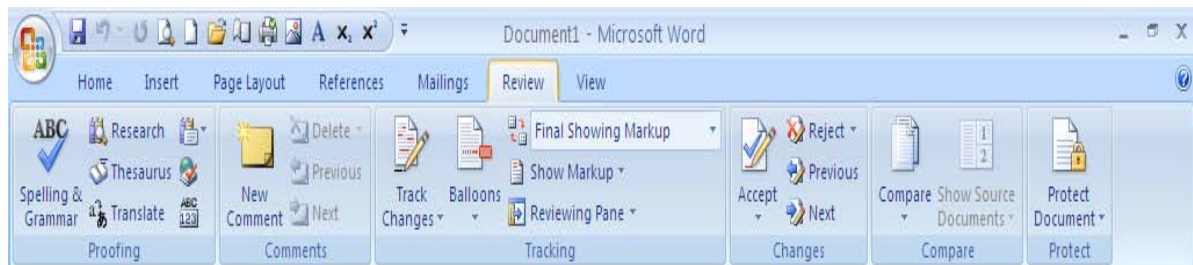 A X₂ X²
Document1 - Microsoft Word
Home Insert Page Layout References Mailings Review View
ABC Spelling & Grammar
Research
Thesaurus
Translate
ABC 123
Proofing
New Comment
Delete
Previous
Next
Comments
Track Changes
Balloons
Final Showing Markup
Show Markup
Reviewing Pane
Tracking
Accept
Reject
Previous
Next
Changes
Compare
1
2
Show Source Documents
Compare
Protect Document
Protect